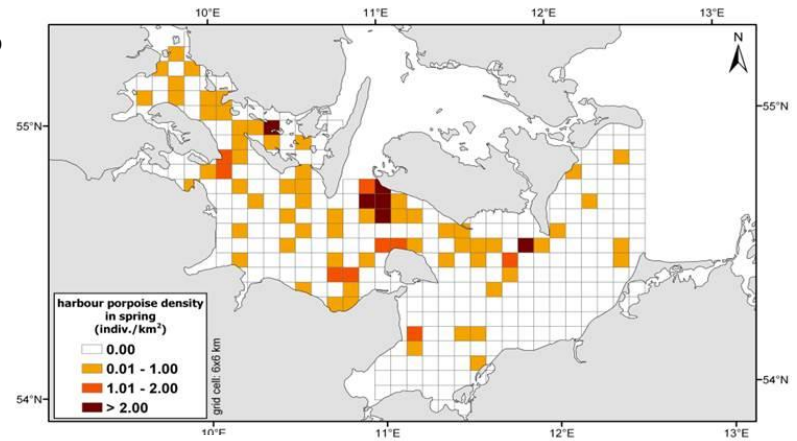 10°E 11°E 12°E 13°E
N
55°N 55°N
harbour porpoise density
in spring
(indiv./km²)
0.00
0.01 - 1.00
1.01 - 2.00
> 2.00
grid cell: 6x6 km
54°N 54°N
10°E 11°E 12°E 13°E